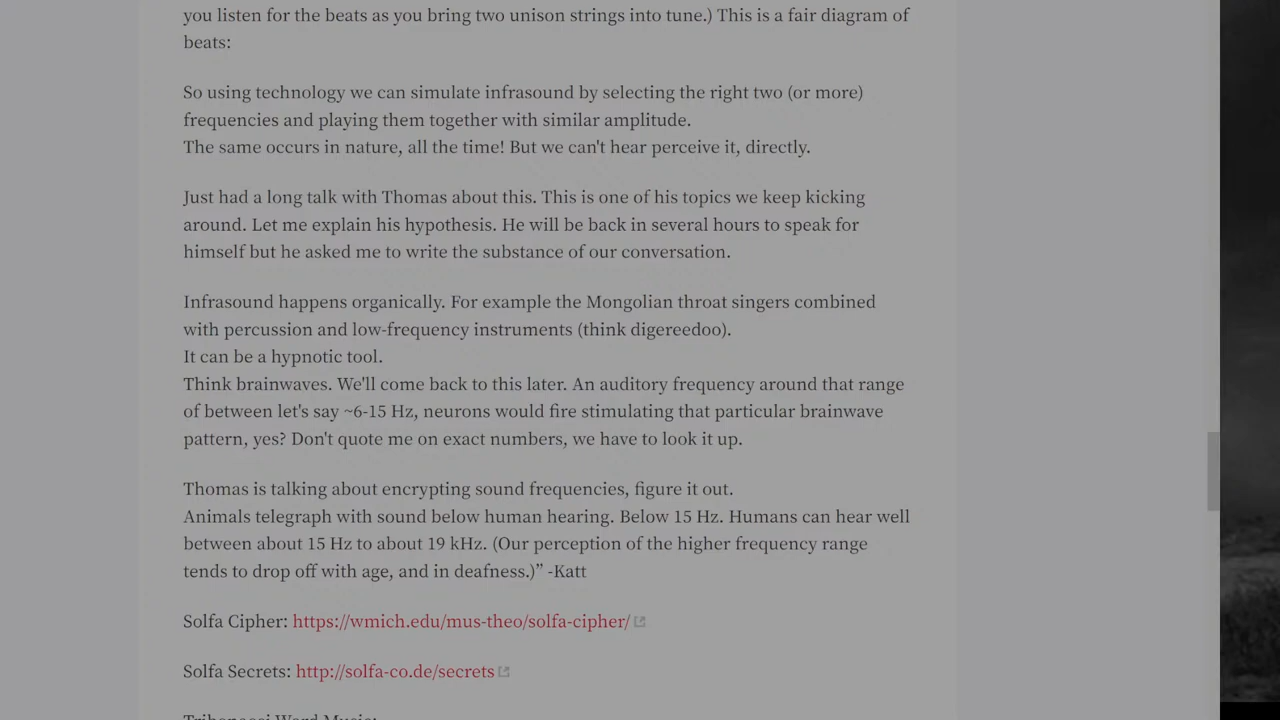 you listen for the beats as you bring two unison strings into tune.) This is a fair diagram of
beats:
So using technology we can simulate infrasound by selecting the right two (or more)
frequencies and playing them together with similar amplitude.
The same occurs in nature, all the time! But we can't hear perceive it, directly.
Just had a long talk with Thomas about this. This is one of his topics we keep kicking
around. Let me explain his hypothesis. He will be back in several hours to speak for
himself but he asked me to write the substance of our conversation.
Infrasound happens organically. For example the Mongolian throat singers combined
with percussion and low-frequency instruments (think digereedoo).
It can be a hypnotic tool.
Think brainwaves. We'll come back to this later. An auditory frequency around that range
of between let's say ~6-15 Hz, neurons would fire stimulating that particular brainwave
pattern, yes? Don't quote me on exact numbers, we have to look it up.
Thomas is talking about encrypting sound frequencies, figure it out.
Animals telegraph with sound below human hearing. Below 15 Hz. Humans can hear well
between about 15 Hz to about 19 kHz. (Our perception of the higher frequency range
tends to drop off with age, and in deafness.)” -Katt
Solfa Cipher: https://wmich.edu/mus-theo/solfa-cipher/
Solfa Secrets: http://solfa-co.de/secrets
Tribonacci Word Music: